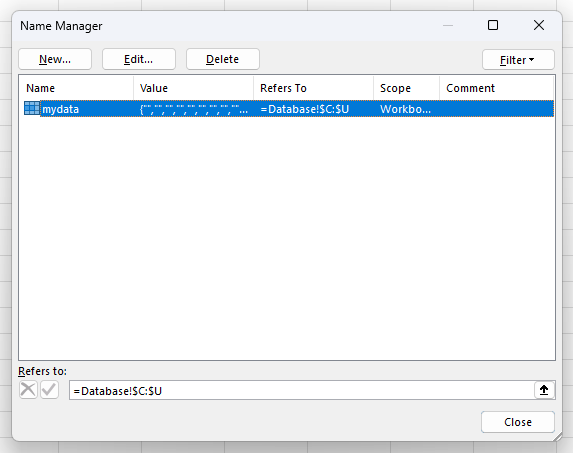 Name Manager
New... Edit... Delete Filter
Name Value Refers To Scope Comment
mydata {"","","","","","","","",""... =Database!$C:$U Workbo...
Refers to:
=Database!$C:$U
Close